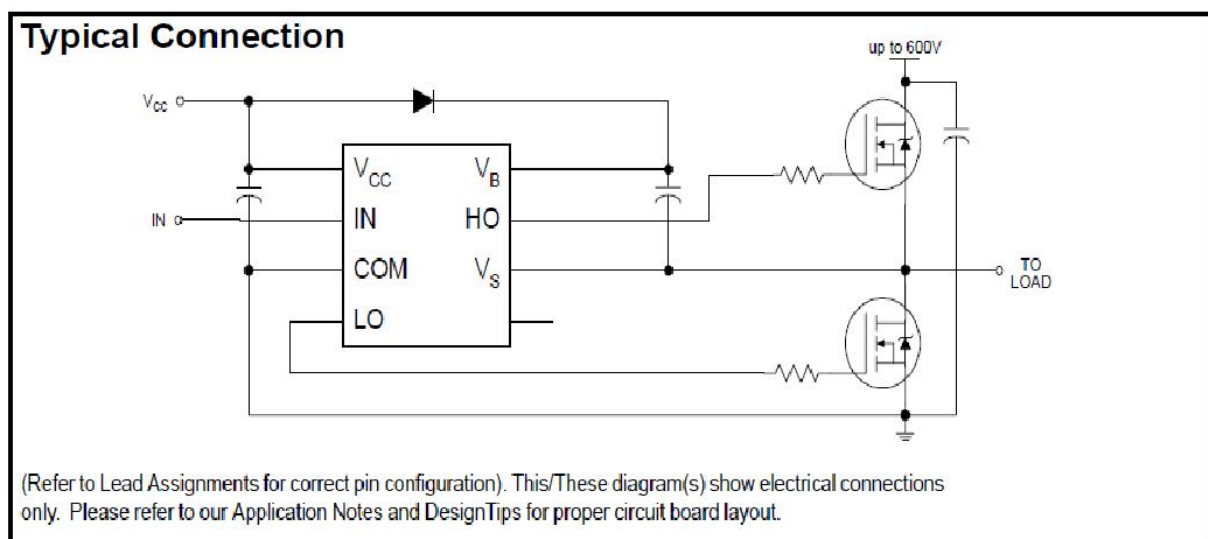 Typical Connection
up to 600V
VCC
VCC VB
IN IN HO
COM VS
TO
LOAD
LO
(Refer to Lead Assignments for correct pin configuration). This/These diagram(s) show electrical connections
only. Please refer to our Application Notes and DesignTips for proper circuit board layout.